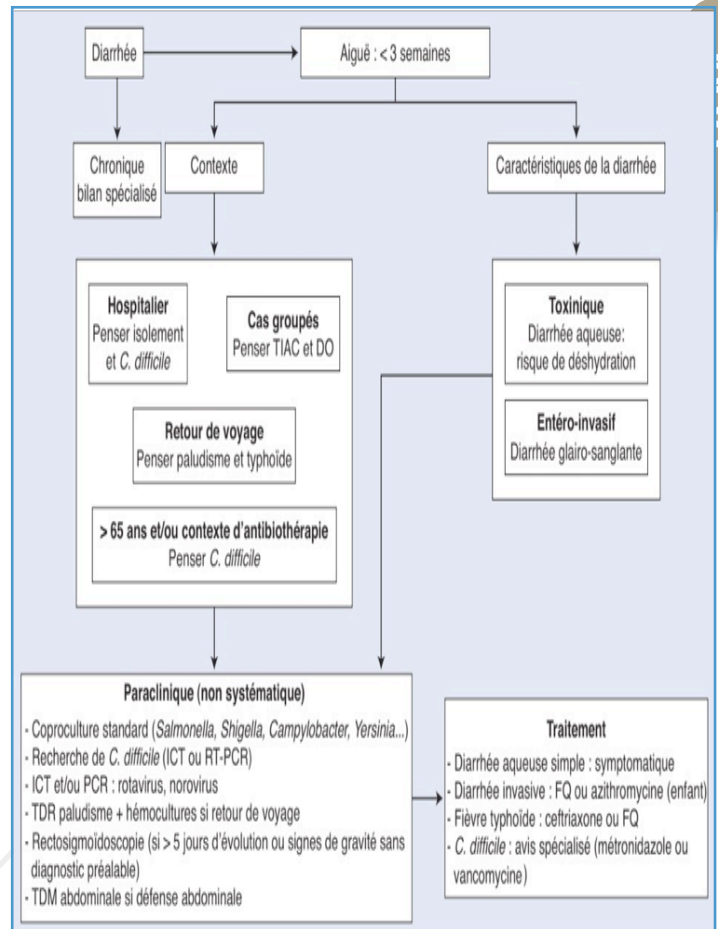 Diarrhée
Aiguë : < 3 semaines
Chronique
bilan spécialisé
Contexte
Caractéristiques de la diarrhée
Hospitalier
Penser isolement
et C. difficile
Cas groupés
Penser TIAC et DO
Retour de voyage
Penser paludisme et typhoïde
> 65 ans et/ou contexte d'antibiothérapie
Penser C. difficile
Toxinique
Diarrhée aqueuse:
risque de déshydration
Entéro-invasif
Diarrhée glairo-sanglante
Paraclinique (non systématique)
- Coproculture standard (Salmonella, Shigella, Campylobacter, Yersinia...)
- Recherche de C. difficile (ICT ou RT-PCR)
- ICT et/ou PCR : rotavirus, norovirus
- TDR paludisme + hémocultures si retour de voyage
- Rectosigmoïdoscopie (si > 5 jours d'évolution ou signes de gravité sans
diagnostic préalable)
- TDM abdominale si défense abdominale
Traitement
- Diarrhée aqueuse simple : symptomatique
- Diarrhée invasive : FQ ou azithromycine (enfant)
- Fièvre typhoïde : ceftriaxone ou FQ
- C. difficile : avis spécialisé (métronidazole ou
vancomycine)